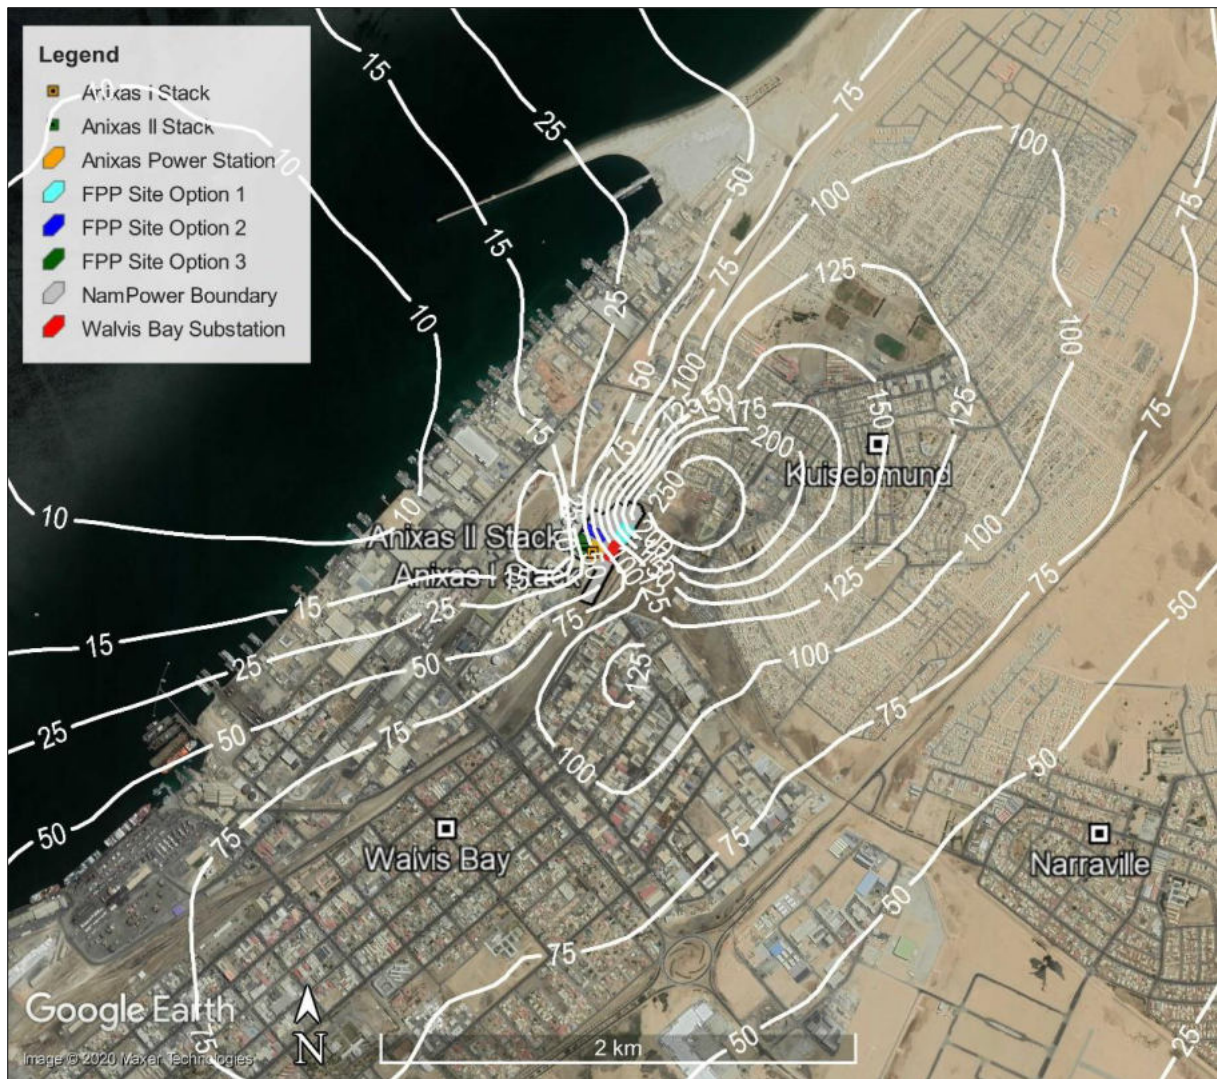 Legend
Anixas I Stack
Anixas II Stack
Anixas Power Station
FPP Site Option 1
FPP Site Option 2
FPP Site Option 3
NamPower Boundary
Walvis Bay Substation
10
10
10
10
10
15
15
15
15
15
25
25
25
25
50
50
50
50
50
50
50
75
75
75
75
75
75
75
75
75
75
75
75
100
100
100
100
100
100
100
125
125
125
125
125
150
150
175
200
250
200
Kuisebmund
Anixas II Stack
Anixas I Stack
Walvis Bay
Narraville
25
Google Earth
N
2 km
Image © 2020 Maxar Technologies